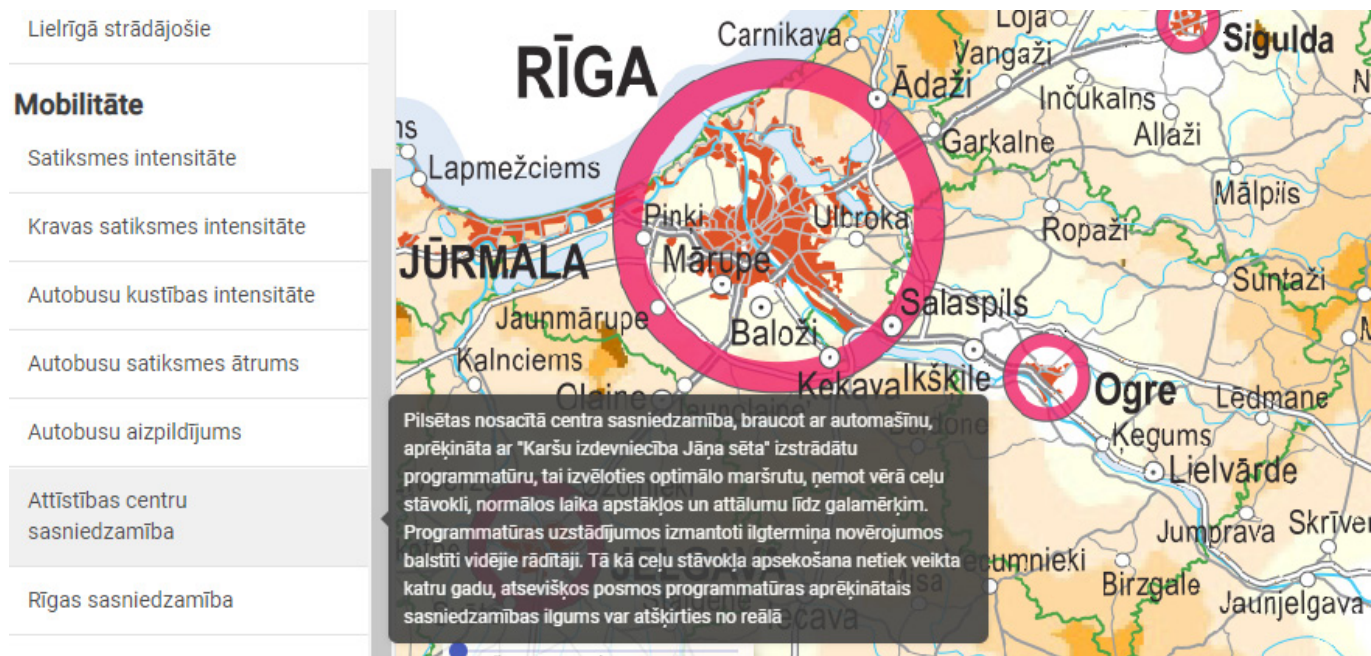 Lielrīgā strādājošie
Mobilitāte
Satiksmes intensitāte
Kravas satiksmes intensitāte
Autobusu kustības intensitāte
Autobusu satiksmes ātrums
Autobusu aizpildījums
Attīstības centru
sasniedzamība
Rīgas sasniedzamība
RĪGA
Carnikava
Loja
Sigulda
Vangaži
Ādaži
Inčukalns
Allaži
Garkalne
Lapmežciems
Mālpils
Piņķi
Ulbroka
Ropaži
JŪRMALA
Mārupe
Suntaži
Salaspils
Jaunmārupe
Baloži
Kalnciems
Ķekava
Ikšķile
Ogre
Olaine
Jaunolaine
Lēdmane
Ķegums
Lielvārde
Jumprava
Skrīver
Birzgale
Jaunjelgava
Pilsētas nosacītā centra sasniedzamība, braucot ar automašīnu,
aprēķināta ar "Karšu izdevniecība Jāņa sēta" izstrādātu
programmatūru, tai izvēloties optimālo maršrutu, ņemot vērā ceļu
stāvokli, normālos laika apstākļos un attālumu līdz galamērķim.
Programmatūras uzstādījumos izmantoti ilgtermiņa novērojumos
balstīti vidējie rādītāji. Tā kā ceļu stāvokļa apsekošana netiek veikta
katru gadu, atsevišķos posmos programmatūras aprēķinātais
sasniedzamības ilgums var atšķirties no reālā
JELGAVA
ecumnieki